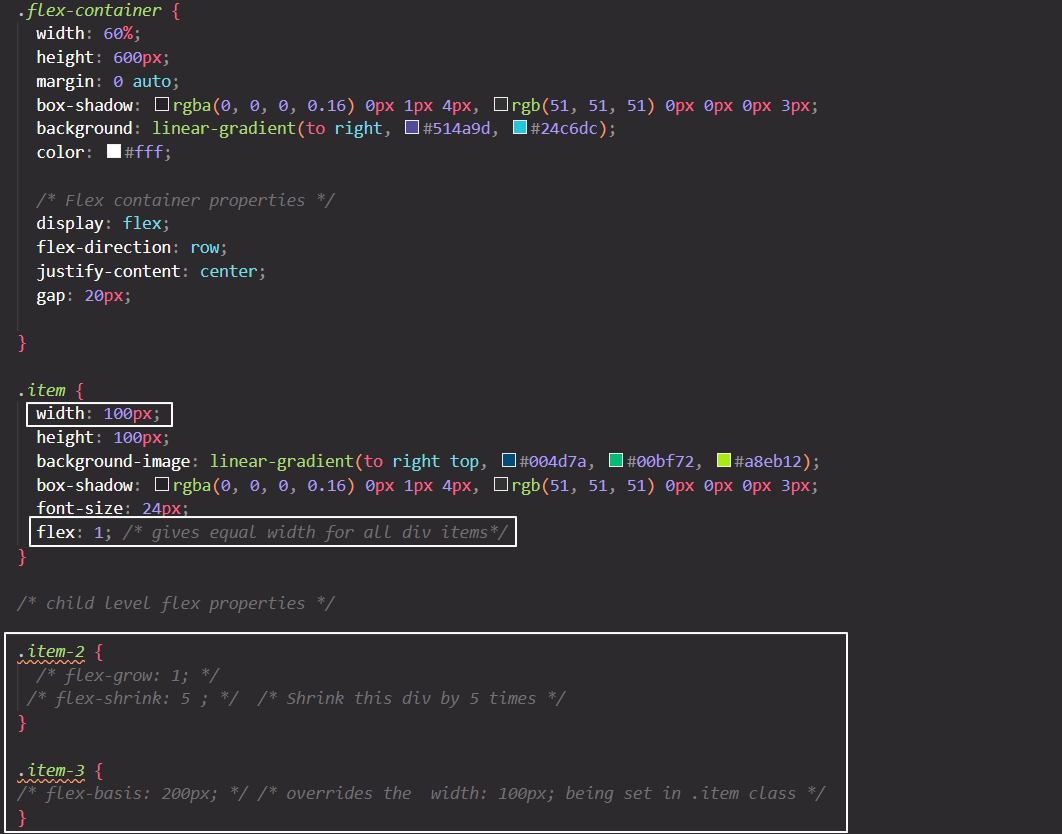 .flex-container {
width: 60%;
height: 600px;
margin: 0 auto;
box-shadow: rgba(0, 0, 0, 0.16) 0px 1px 4px, rgb(51, 51, 51) 0px 0px 0px 3px;
background: linear-gradient(to right, #514a9d, #24c6dc);
color: #fff;
/* Flex container properties */
display: flex;
flex-direction: row;
justify-content: center;
gap: 20px;
}
.item {
width: 100px;
height: 100px;
background-image: linear-gradient(to right top, #004d7a, #00bf72, #a8eb12);
box-shadow: rgba(0, 0, 0, 0.16) 0px 1px 4px, rgb(51, 51, 51) 0px 0px 0px 3px;
font-size: 24px;
flex: 1; /* gives equal width for all div items*/
}
/* child level flex properties */
.item-2 {
/* flex-grow: 1; */
/* flex-shrink: 5 ; */  /* Shrink this div by 5 times */
}
.item-3 {
/* flex-basis: 200px; */ /* overrides the  width: 100px; being set in .item class */
}